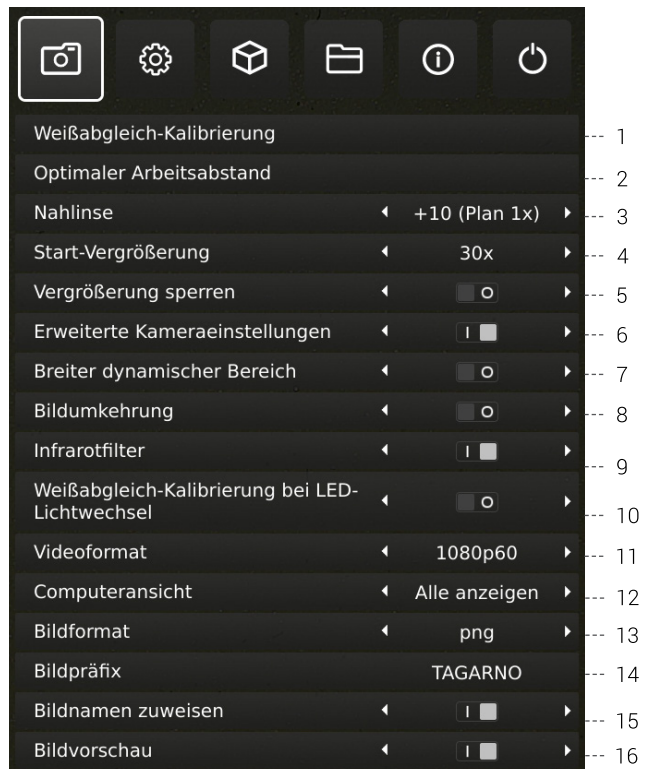 Weißabgleich-Kalibrierung --- 1
Optimaler Arbeitsabstand --- 2
Nahlinse +10 (Plan 1x) --- 3
Start-Vergrößerung 30x --- 4
Vergrößerung sperren O --- 5
Erweiterte Kameraeinstellungen I --- 6
Breiter dynamischer Bereich O --- 7
Bildumkehrung O --- 8
Infrarotfilter I --- 9
Weißabgleich-Kalibrierung bei LED-
Lichtwechsel O --- 10
Videoformat 1080p60 --- 11
Computeransicht Alle anzeigen --- 12
Bildformat png --- 13
Bildpräfix TAGARNO --- 14
Bildnamen zuweisen I --- 15
Bildvorschau I --- 16